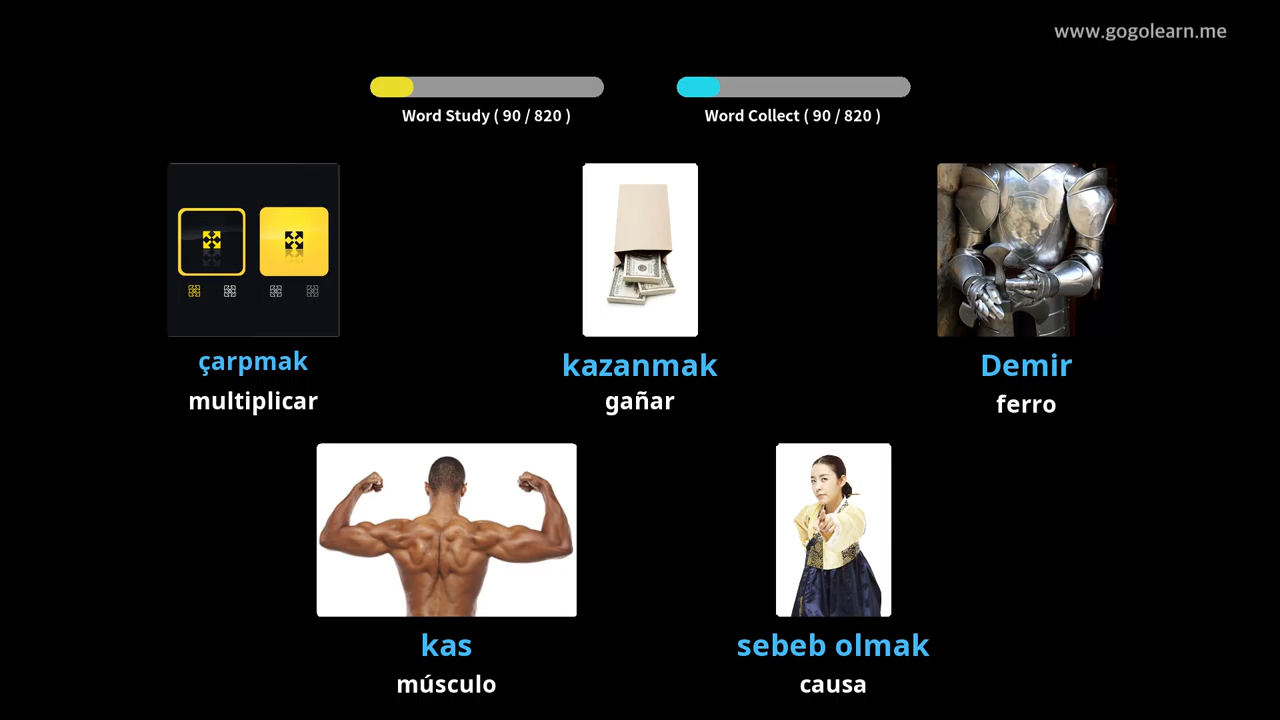 www.gogolearn.me
Word Study ( 90 / 820 )
Word Collect ( 90 / 820 )
çarpmak
multiplicar
kazanmak
gañar
Demir
ferro
kas
músculo
sebeb olmak
causa